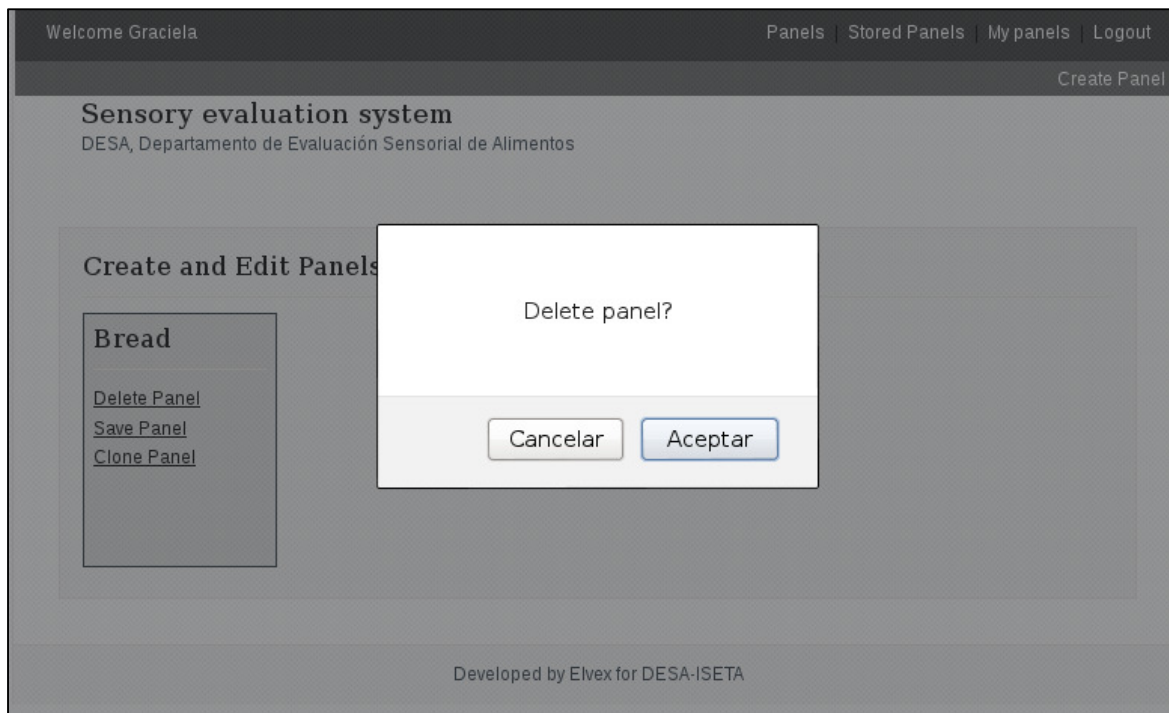 Welcome Graciela
Panels | Stored Panels | My panels | Logout
Create Panel
Sensory evaluation system
DESA, Departamento de Evaluación Sensorial de Alimentos
Create and Edit Panels
Bread
Delete Panel
Save Panel
Clone Panel
Delete panel?
Cancelar Aceptar
Developed by Elvex for DESA-ISETA